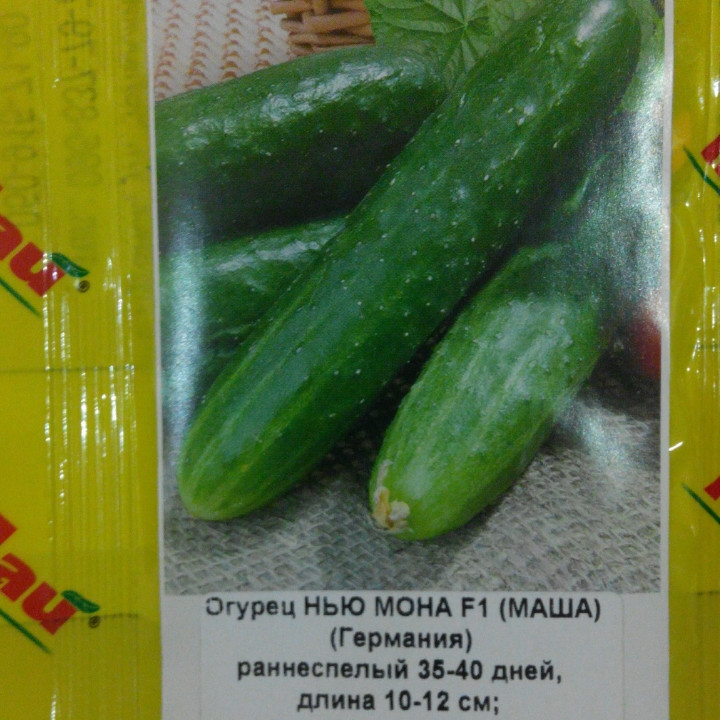 Огурец НЬЮ МОНА F1 (МАША)
(Германия)
раннеспелый 35-40 дней,
длина 10-12 см;